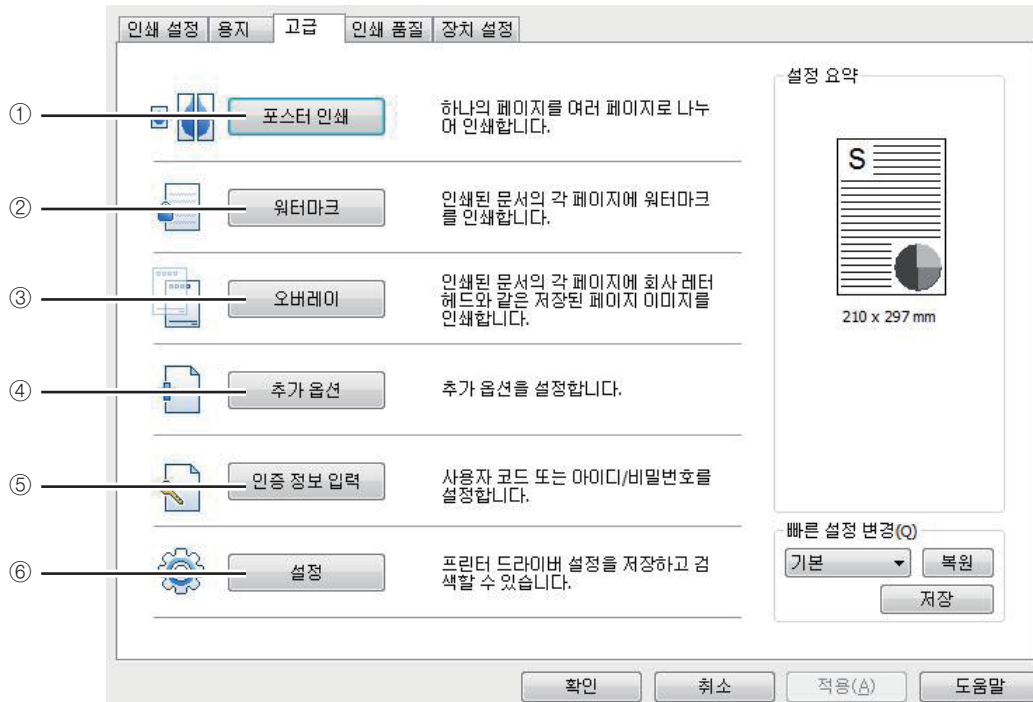 인쇄 설정 용지 고급 인쇄 품질 장치 설정
① 포스터 인쇄
하나의 페이지를 여러 페이지로 나누
어 인쇄합니다.
② 워터마크
인쇄된 문서의 각 페이지에 워터마크
를 인쇄합니다.
③ 오버레이
인쇄된 문서의 각 페이지에 회사 레터
헤드와 같은 저장된 페이지 이미지를
인쇄합니다.
④ 추가 옵션
추가 옵션을 설정합니다.
⑤ 인증 정보 입력
사용자 코드 또는 아이디/비밀번호를
설정합니다.
⑥ 설정
프린터 드라이버 설정을 저장하고 검
색할 수 있습니다.
설정 요약
S
210 x 297 mm
빠른 설정 변경(Q)
기본 복원
저장
확인 취소 적용(A) 도움말